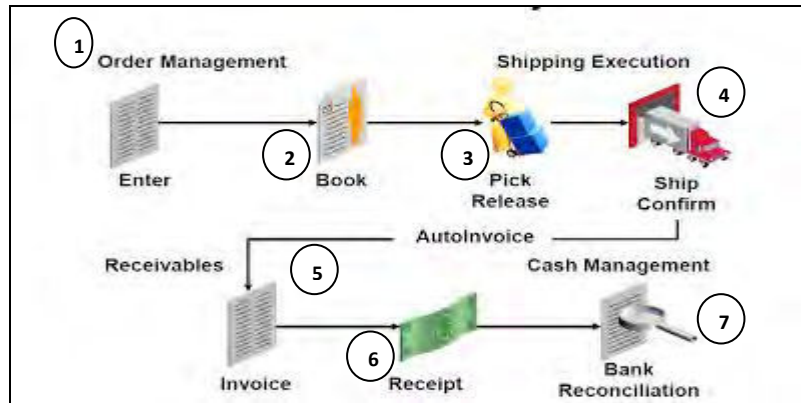 1
Order Management
Shipping Execution
4
2
3
Enter
Book
Pick
Release
Ship
Confirm
AutoInvoice
Receivables
5
Cash Management
7
6
Invoice
Receipt
Bank
Reconciliation